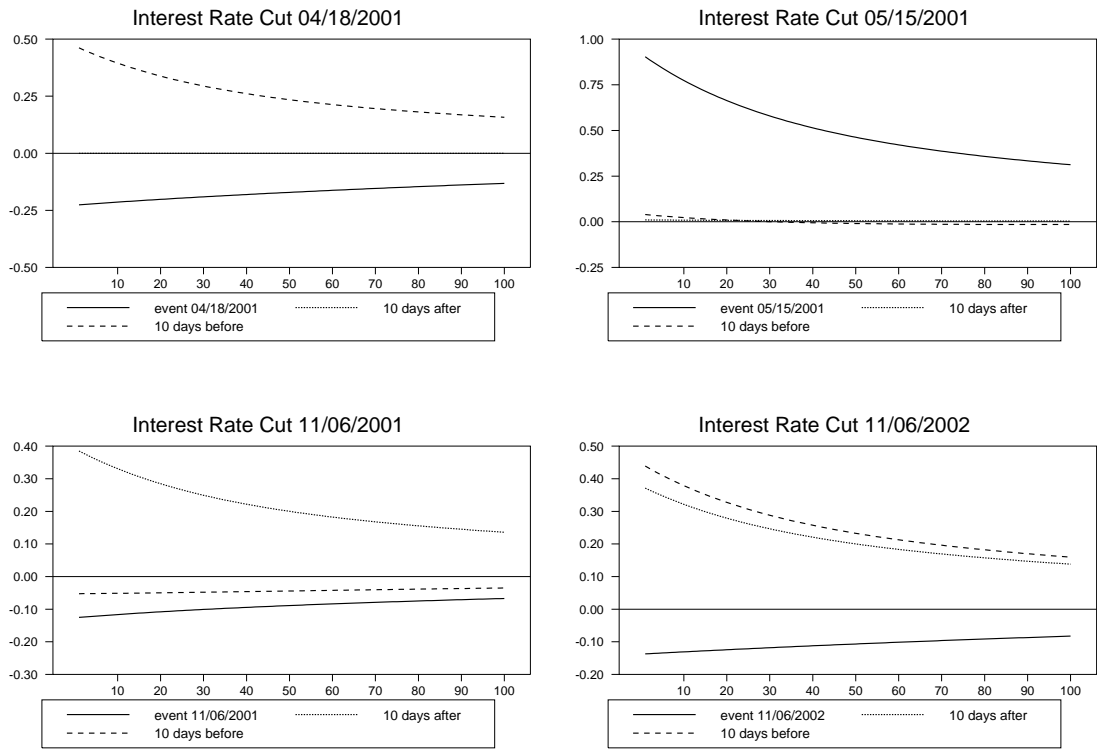 Interest Rate Cut 04/18/2001
0.50
0.25
0.00
-0.25
-0.50
10 20 30 40 50 60 70 80 90 100
event 04/18/2001 10 days after
10 days before
Interest Rate Cut 05/15/2001
1.00
0.75
0.50
0.25
0.00
-0.25
10 20 30 40 50 60 70 80 90 100
event 05/15/2001 10 days after
10 days before
Interest Rate Cut 11/06/2001
0.40
0.30
0.20
0.10
0.00
-0.10
-0.20
-0.30
10 20 30 40 50 60 70 80 90 100
event 11/06/2001 10 days after
10 days before
Interest Rate Cut 11/06/2002
0.50
0.40
0.30
0.20
0.10
0.00
-0.10
-0.20
10 20 30 40 50 60 70 80 90 100
event 11/06/2002 10 days after
10 days before